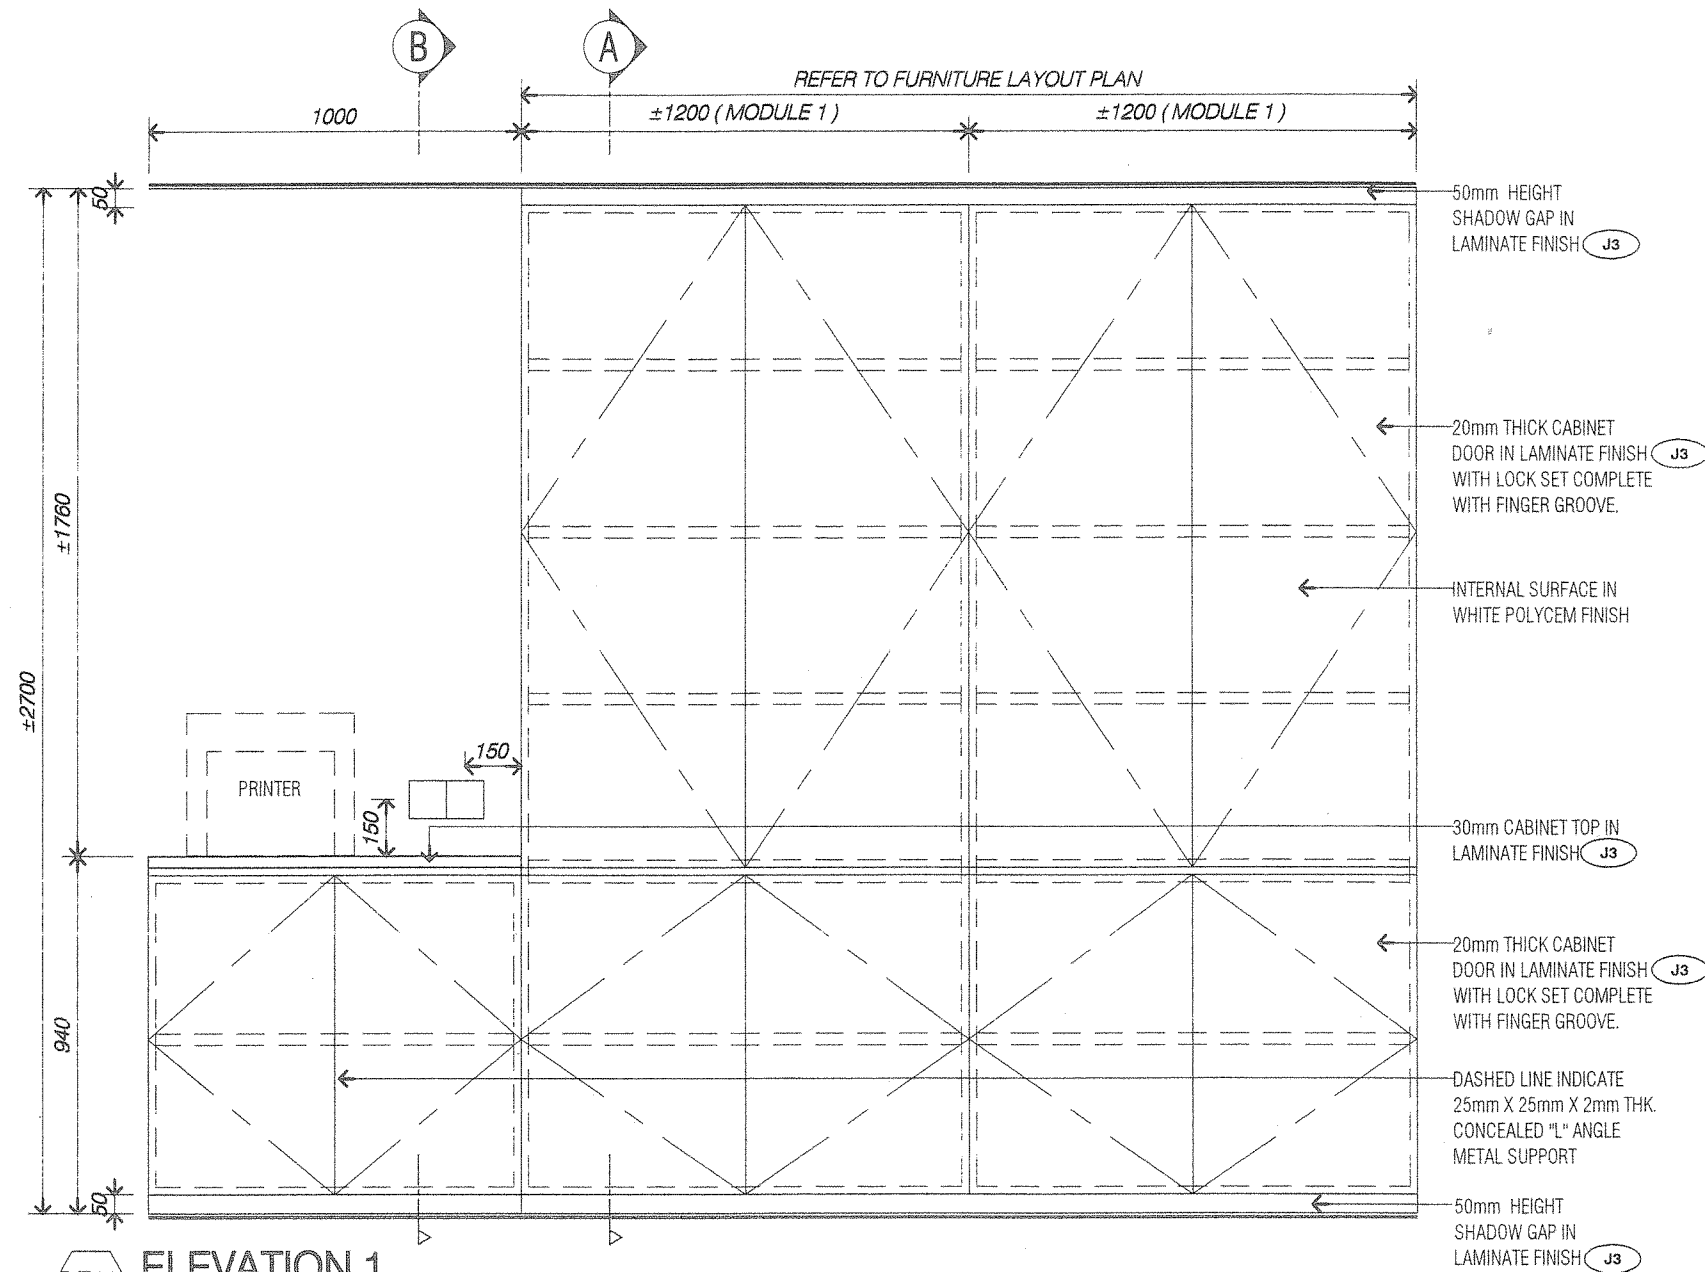 B
A
REFER TO FURNITURE LAYOUT PLAN
1000
±1200 ( MODULE 1 )
±1200 ( MODULE 1 )
50
50mm HEIGHT
SHADOW GAP IN
LAMINATE FINISH J3
20mm THICK CABINET
DOOR IN LAMINATE FINISH J3
WITH LOCK SET COMPLETE
WITH FINGER GROOVE.
±1760
INTERNAL SURFACE IN
WHITE POLYCEM FINISH
±2700
150
PRINTER
150
30mm CABINET TOP IN
LAMINATE FINISH J3
20mm THICK CABINET
DOOR IN LAMINATE FINISH J3
WITH LOCK SET COMPLETE
WITH FINGER GROOVE.
940
DASHED LINE INDICATE
25mm X 25mm X 2mm THK.
CONCEALED "L" ANGLE
METAL SUPPORT
50
50mm HEIGHT
SHADOW GAP IN
LAMINATE FINISH J3
ELEVATION 1